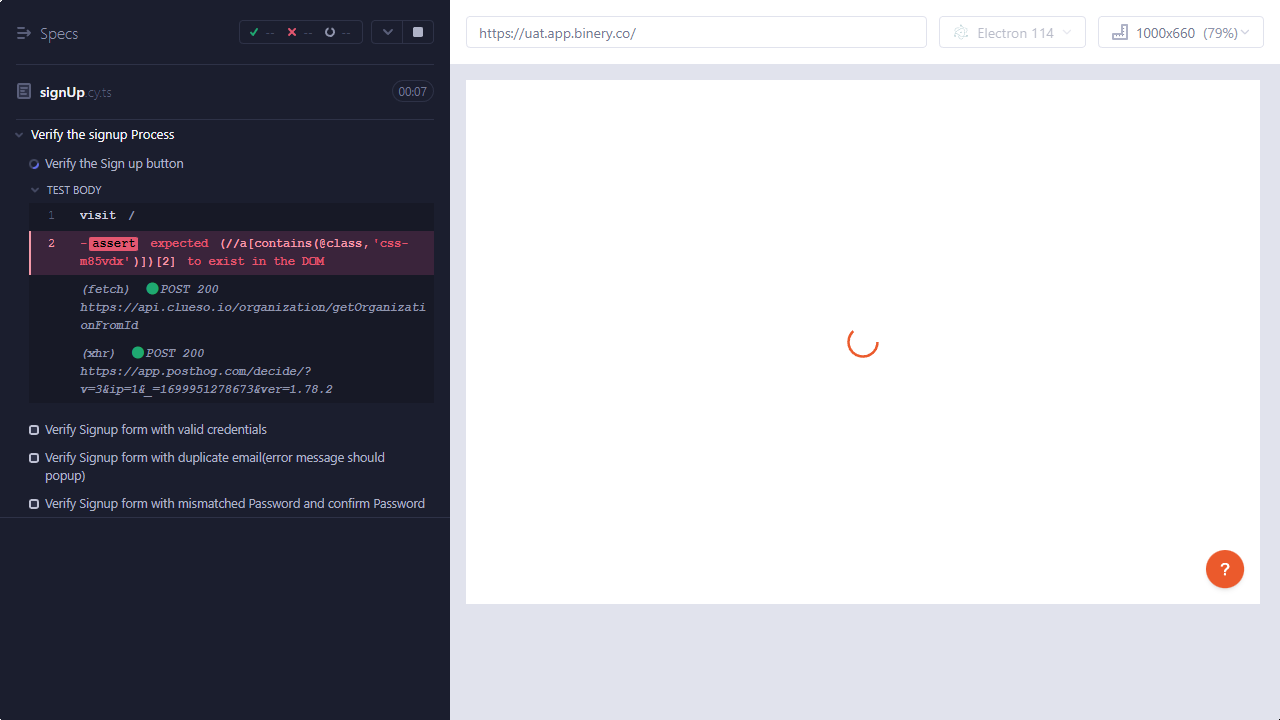 Specs
--
--
--
signUp.cy.ts
00:07
Verify the signup Process
Verify the Sign up button
TEST BODY
1 visit /
2 -assert expected (//a[contains(@class,'css-
m85vdx')])[2] to exist in the DOM
(fetch) POST 200
https://api.clueso.io/organization/getOrganizati
onFromId
(xhr) POST 200
https://app.posthog.com/decide/?
v=3&ip=1&_=1699951278673&ver=1.78.2
Verify Signup form with valid credentials
Verify Signup form with duplicate email(error message should
popup)
Verify Signup form with mismatched Password and confirm Password
https://uat.app.binery.co/
Electron 114
1000x660 (79%)
?